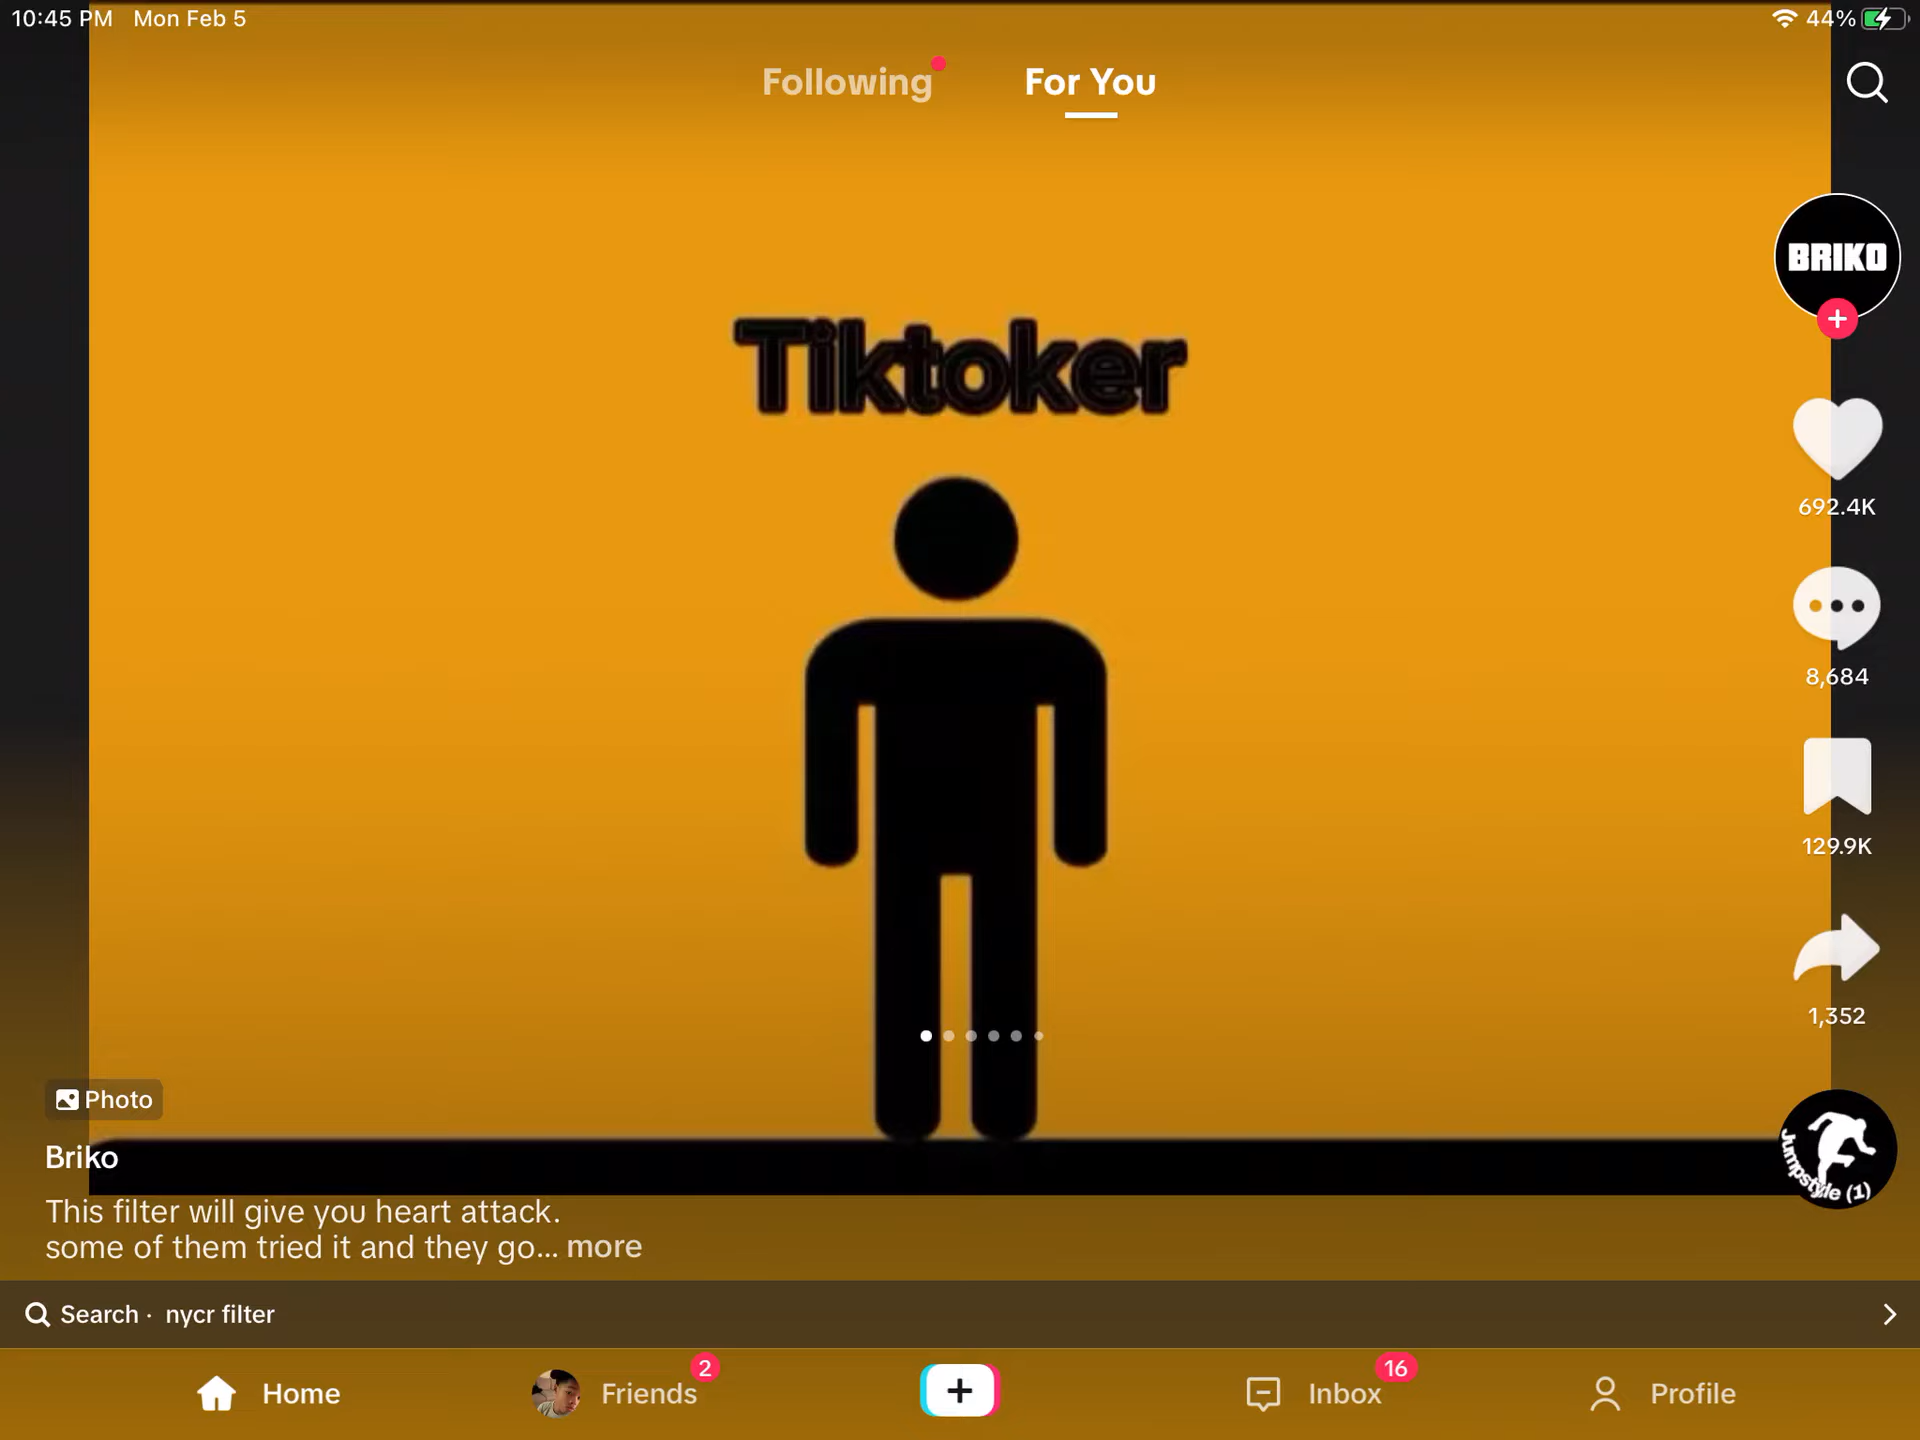 10:45 PM Mon Feb 5
44%
Following For You
BRIKO
Tiktoker
692.4K
8,684
129.9K
1,352
Photo
Briko
Jumpstyle (1)
This filter will give you heart attack.
some of them tried it and they go... more
Search · nycr filter
Home
Friends 2
Inbox 16
Profile